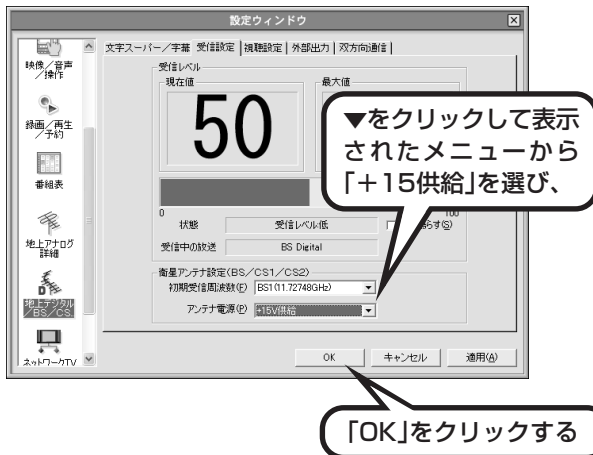 設定ウィンドウ
映像/音声
/操作
録画/再生
/予約
番組表
地上アナログ
詳細
地上デジタル
/BS/CS
ネットワークTV
文字スーパー/字幕 受信設定 視聴設定 外部出力 双方向通信
受信レベル
現在値 最大値
50
▼をクリックして表示
されたメニューから
「+15供給」を選び、
0 100
状態 受信レベル低 らす(S)
受信中の放送 BS Digital
衛星アンテナ設定(BS/CS1/CS2)
初期受信周波数(F) BS1(11.72748GHz)
アンテナ電源(P) +15V供給
OK キャンセル 適用(A)
「OK」をクリックする